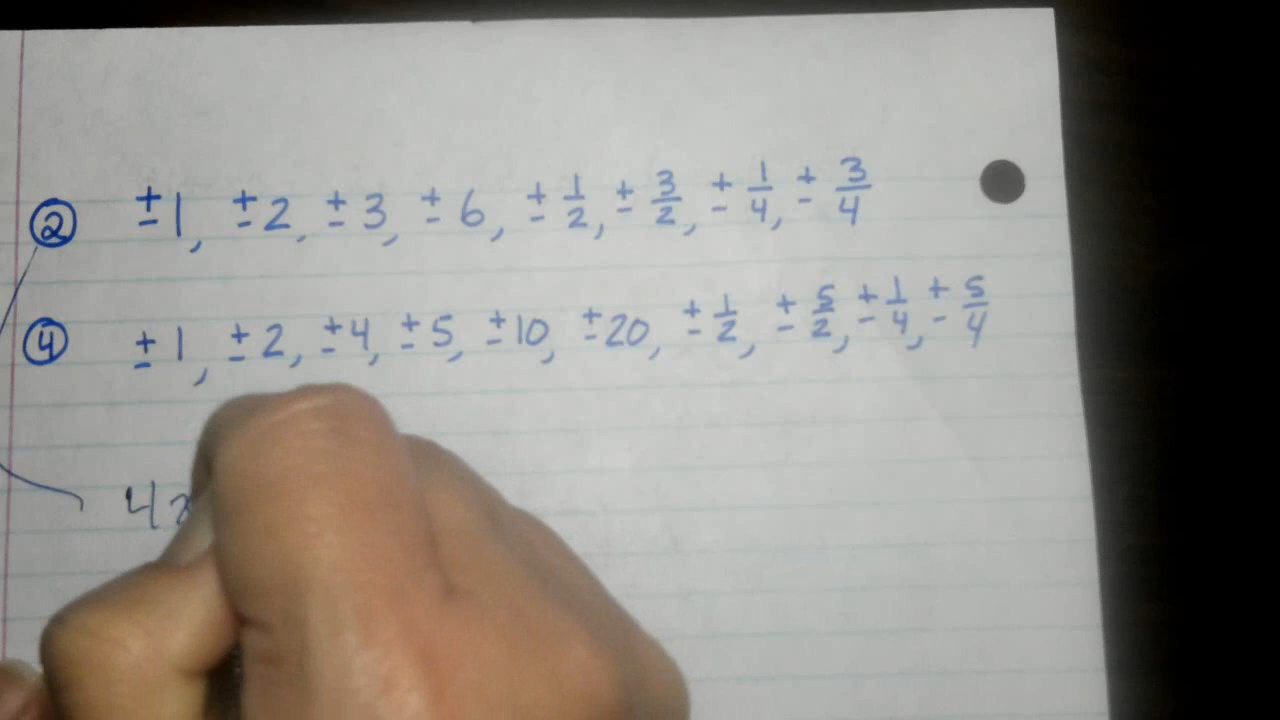 ② ±1, ±2, ±3, ±6, ±1/2, ±3/2, ±1/4, ±3/4
④ ±1, ±2, ±4, ±5, ±10, ±20, ±1/2, ±5/2, ±1/4, ±5/4
4x